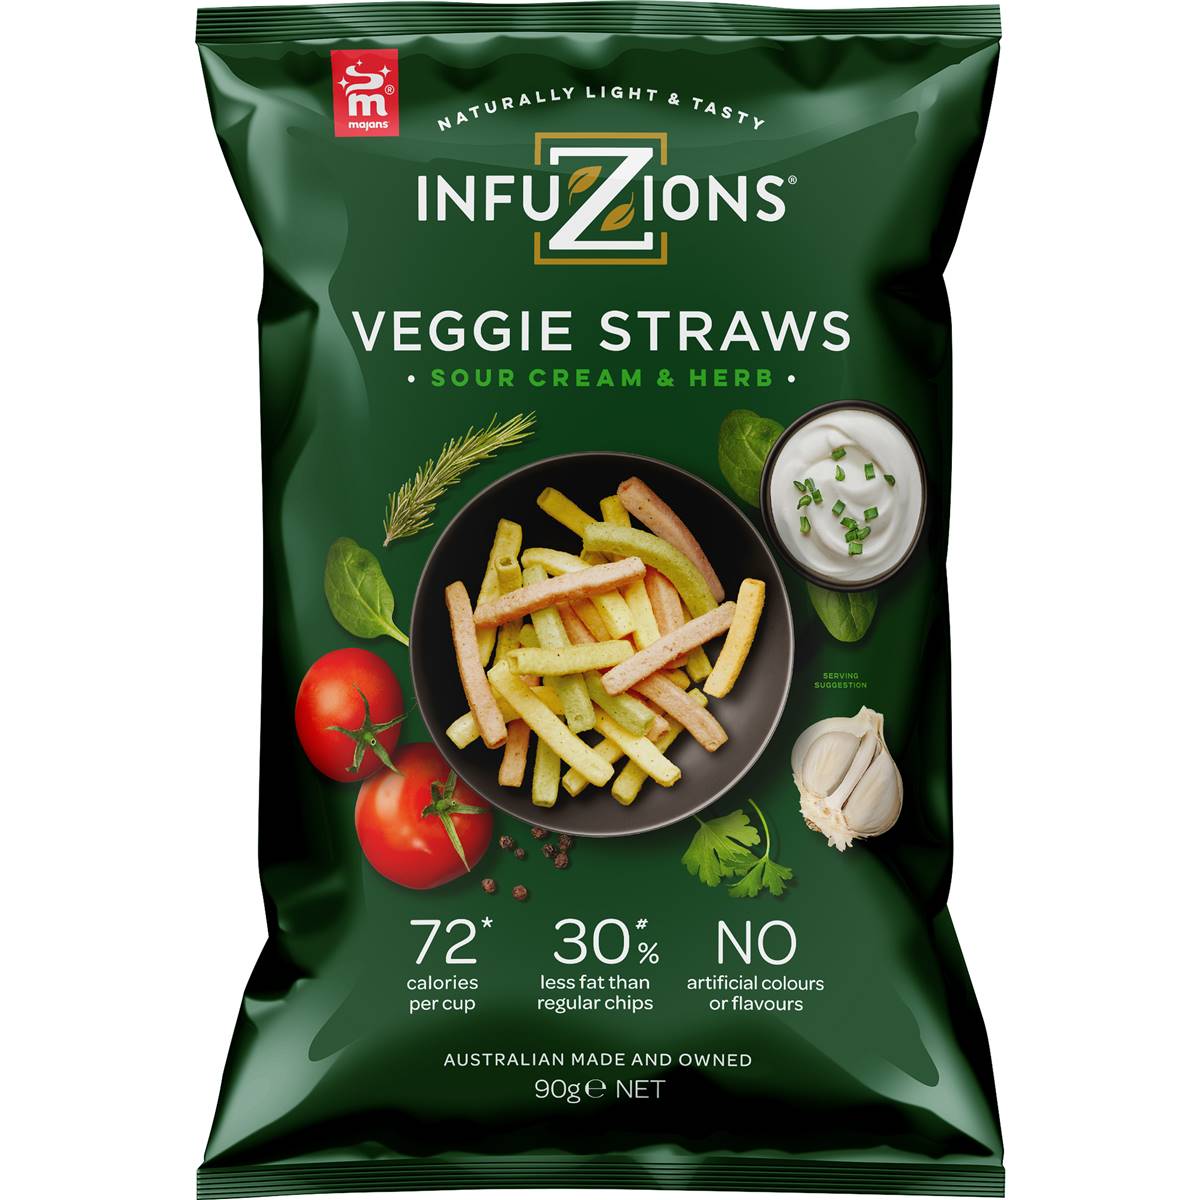 majans®
NATURALLY LIGHT & TASTY
INFUZIONS®
VEGGIE STRAWS
• SOUR CREAM & HERB •
SERVING
SUGGESTION
72*
calories
per cup
30#%
less fat than
regular chips
NO
artificial colours
or flavours
AUSTRALIAN MADE AND OWNED
90g℮ NET